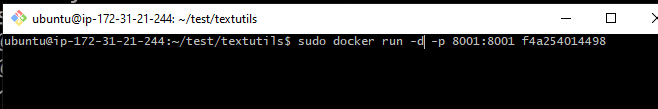 ubuntu@ip-172-31-21-244: ~/test/textutils
ubuntu@ip-172-31-21-244:~/test/textutils$ sudo docker run -d -p 8001:8001 f4a254014498